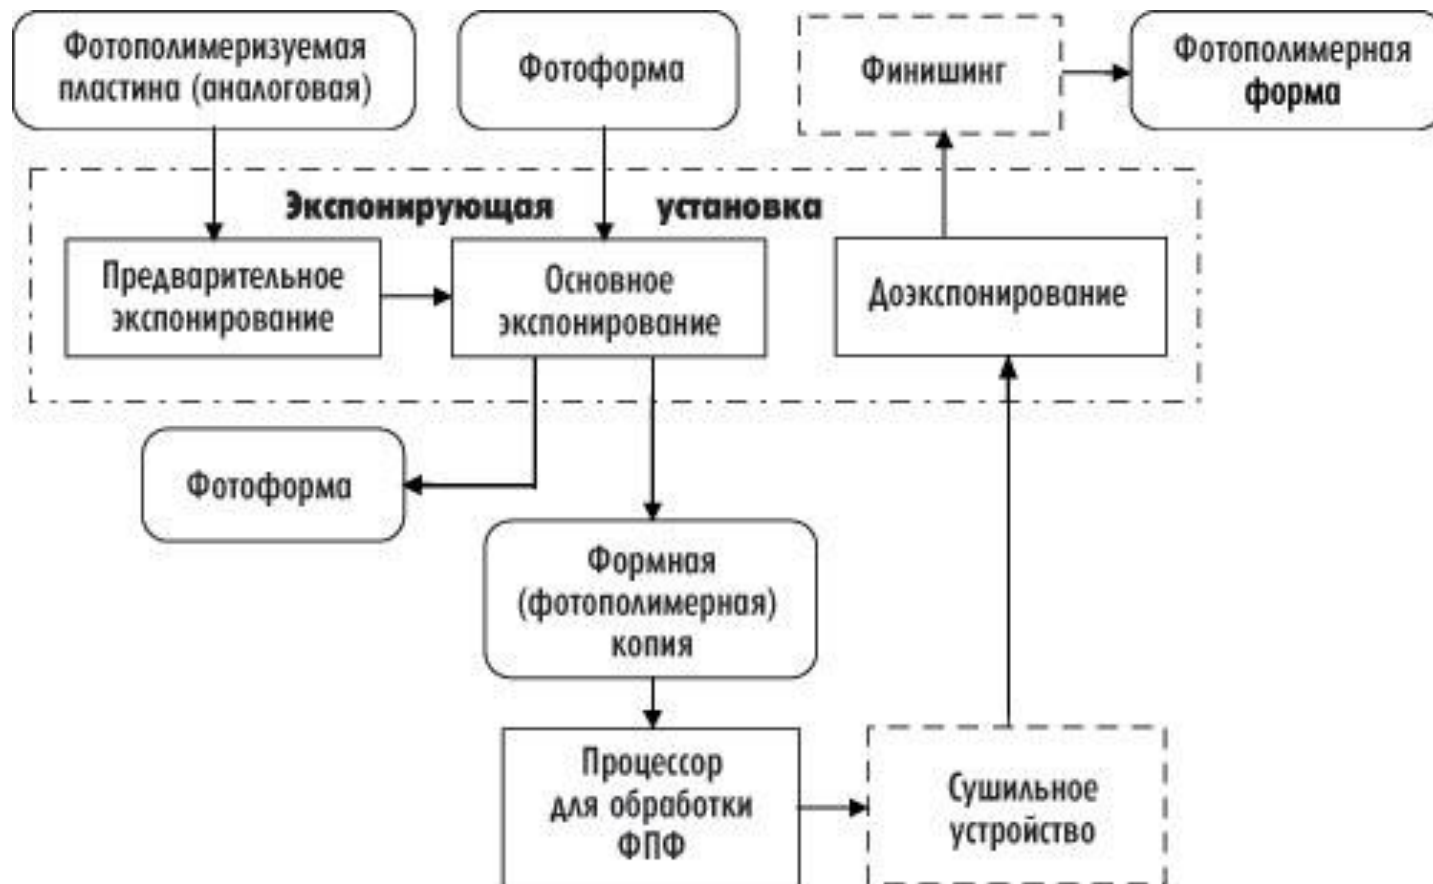 Фотополимеризуемая
пластина (аналоговая)
Фотоформа
Финишинг
Фотополимерная
форма
Экспонирующая установка
Предварительное
экспонирование
Основное
экспонирование
Доэкспонирование
Фотоформа
Формная
(фотополимерная)
копия
Процессор
для обработки
ФПФ
Сушильное
устройство